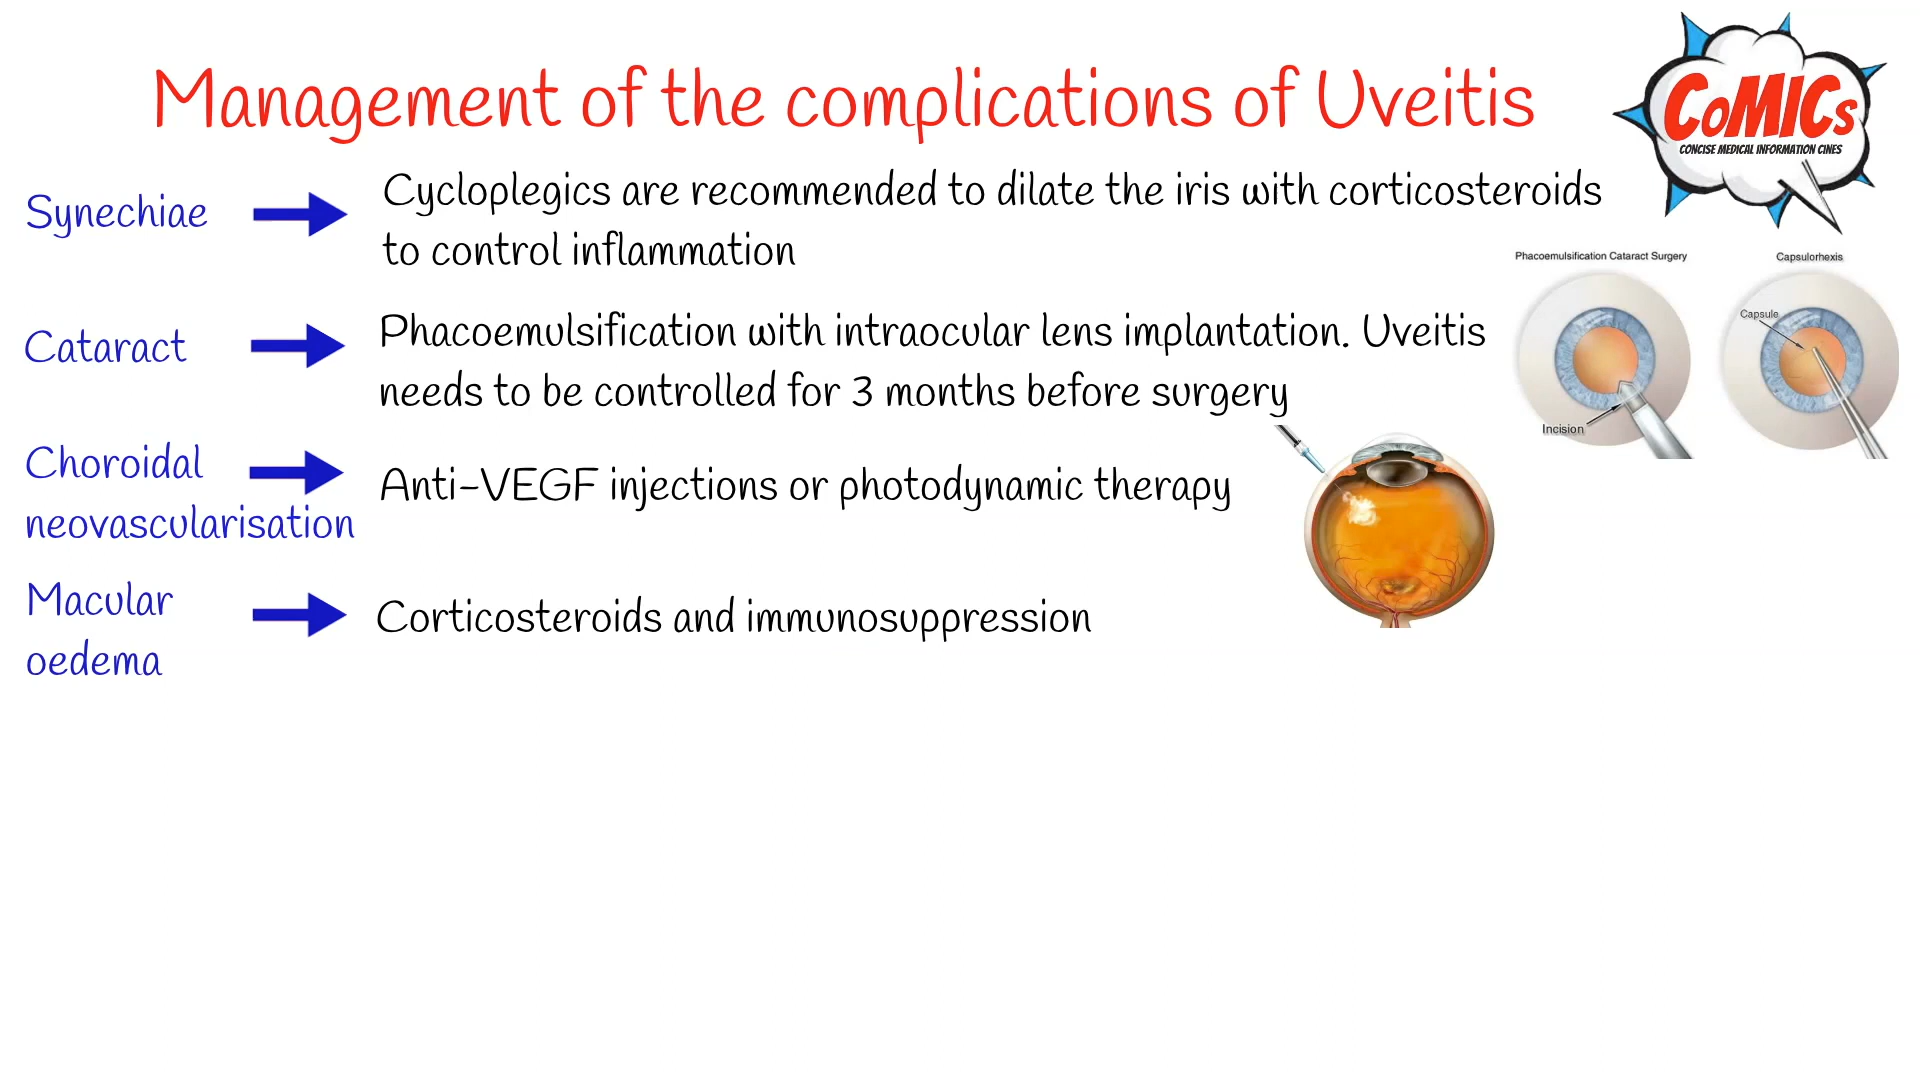 Management of the complications of Uveitis
CoMICs
CONCISE MEDICAL INFORMATION CINES
Synechiae
Cycloplegics are recommended to dilate the iris with corticosteroids
to control inflammation
Cataract
Phacoemulsification with intraocular lens implantation. Uveitis
needs to be controlled for 3 months before surgery
Phacoemulsification Cataract Surgery
Incision
Capsulorhexis
Capsule
Choroidal
neovascularisation
Anti-VEGF injections or photodynamic therapy
Macular
oedema
Corticosteroids and immunosuppression